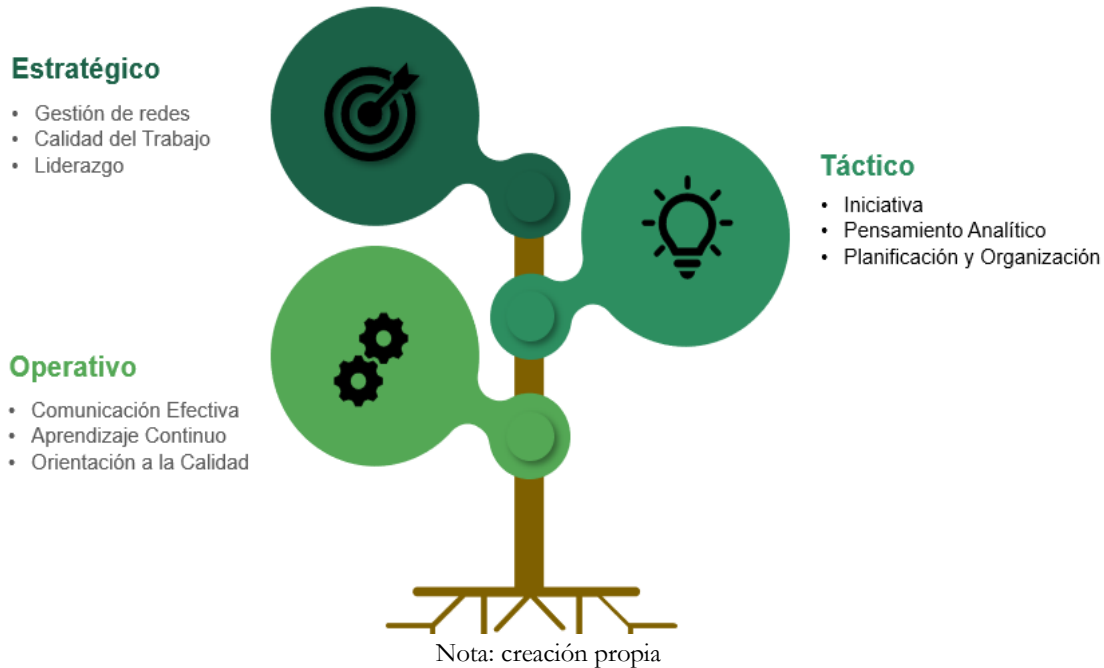 Estratégico
• Gestión de redes
• Calidad del Trabajo
• Liderazgo
Táctico
• Iniciativa
• Pensamiento Analítico
• Planificación y Organización
Operativo
• Comunicación Efectiva
• Aprendizaje Continuo
• Orientación a la Calidad
Nota: creación propia